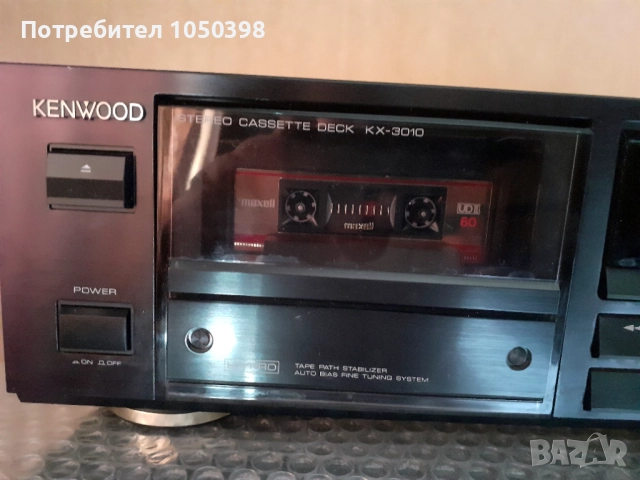 Потребител 1050398
KENWOOD
STEREO CASSETTE DECK KX-3010
maxell
UDII
60
maxell
POWER
ON OFF
TAPE PATH STABILIZER
AUTO BIAS FINE TUNING SYSTEM
BAZAR